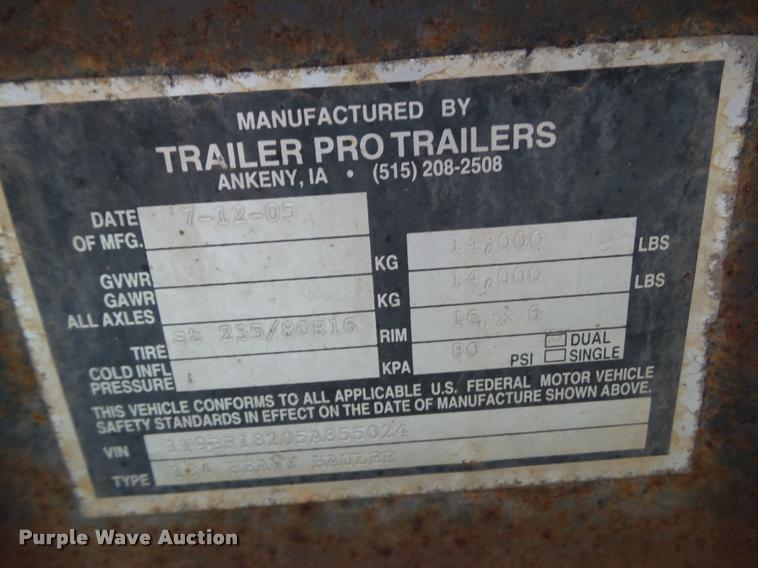 MANUFACTURED BY
TRAILER PRO TRAILERS
ANKENY, IA • (515) 208-2508
DATE OF MFG. 7-12-05
GVWR KG 14,000 LBS
GAWR ALL AXLES KG 14,000 LBS
TIRE st 235/80R16 RIM 16 x 6
COLD INFL PRESSURE KPA 80 PSI DUAL SINGLE
THIS VEHICLE CONFORMS TO ALL APPLICABLE U.S. FEDERAL MOTOR VEHICLE
SAFETY STANDARDS IN EFFECT ON THE DATE OF MANUFACTURE SHOWN ABOVE.
VIN
TYPE HEAVY HAULER
Purple Wave Auction